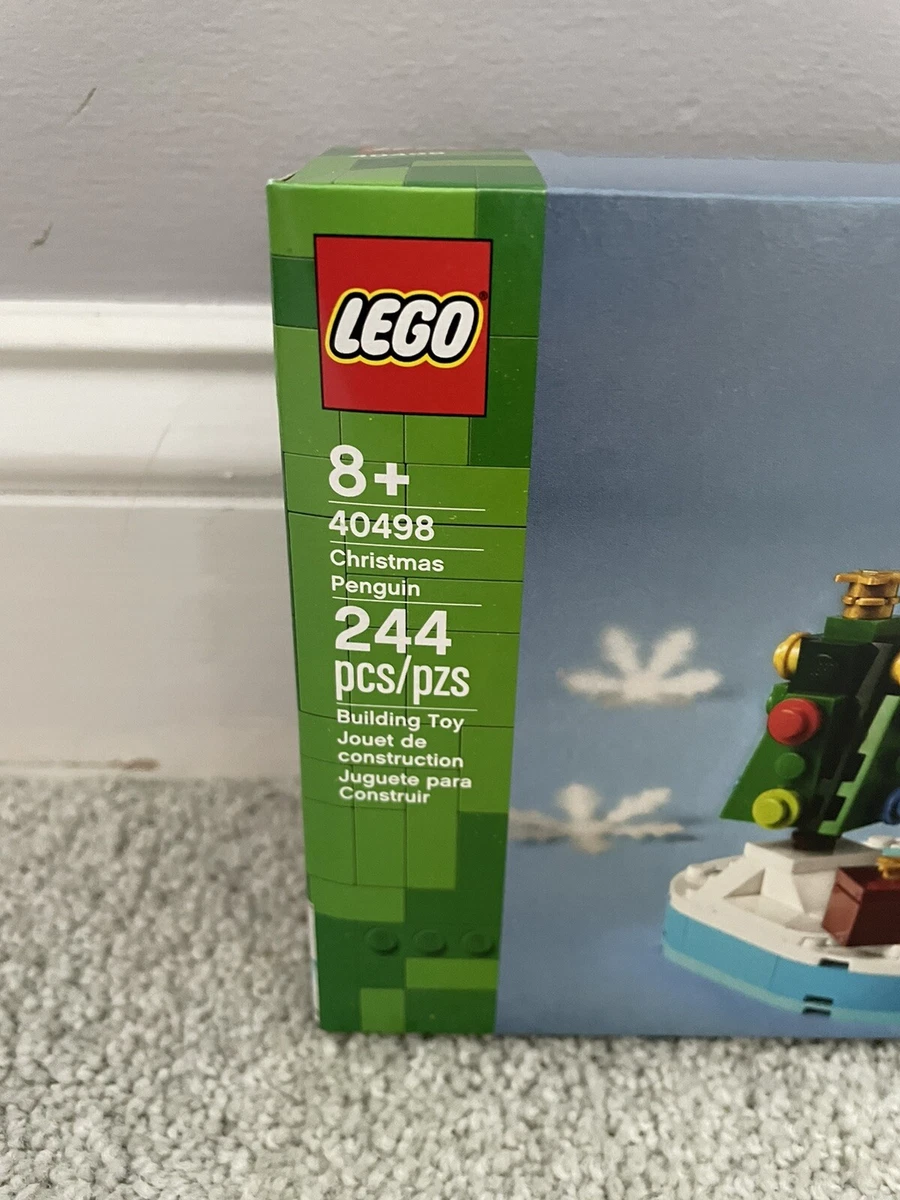 LEGO
8+
40498
Christmas
Penguin
244
pcs/pzs
Building Toy
Jouet de
construction
Juguete para
Construir